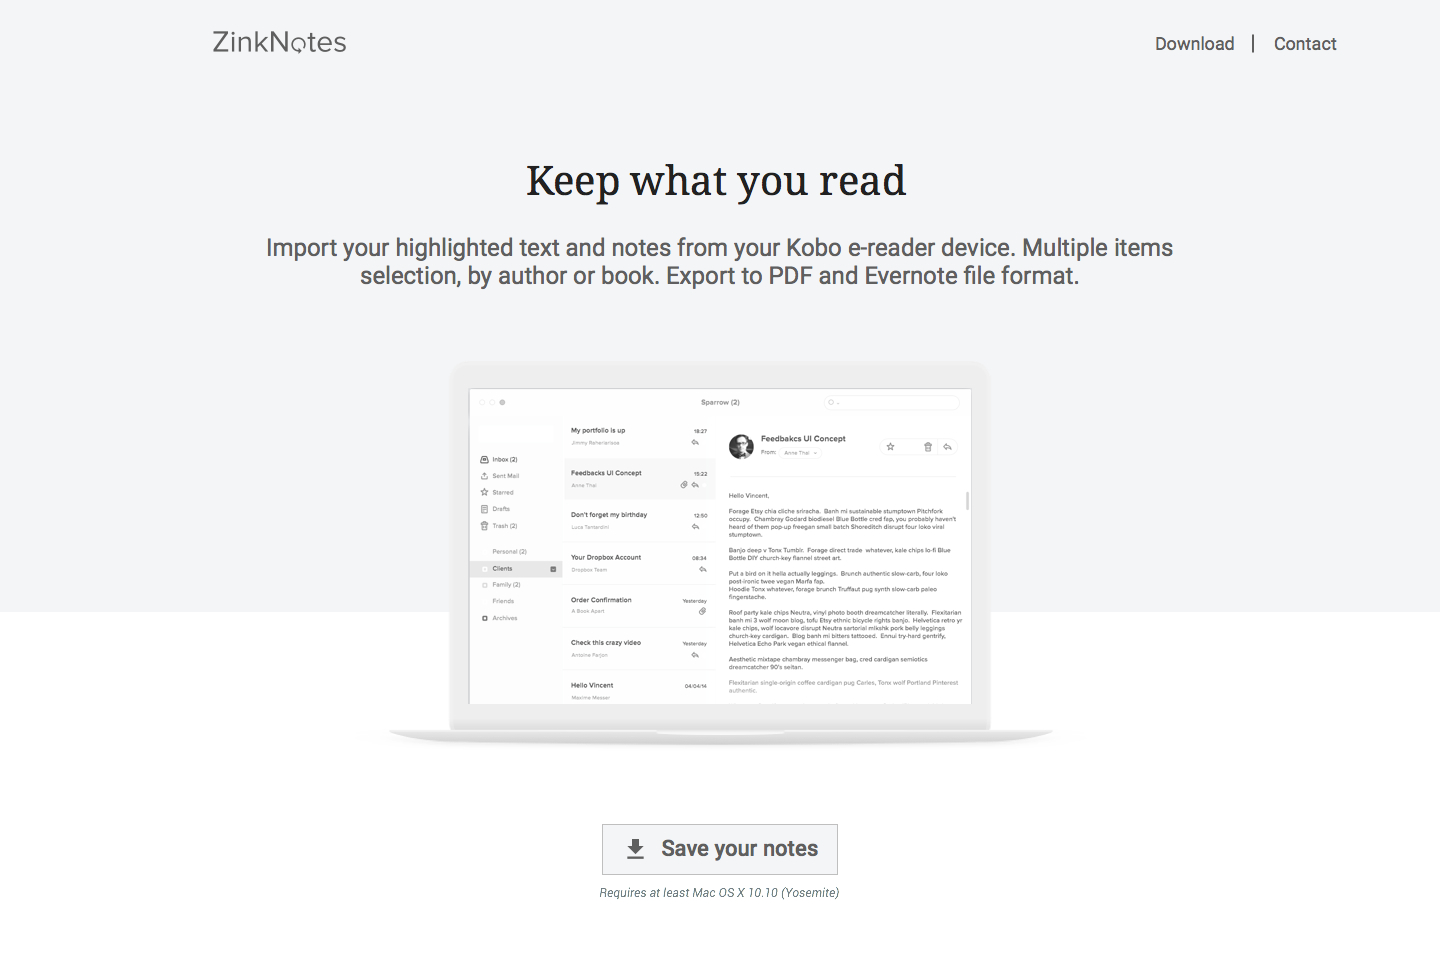 ZinkNotes
Download | Contact
Keep what you read
Import your highlighted text and notes from your Kobo e-reader device. Multiple items
selection, by author or book. Export to PDF and Evernote file format.
Sparrow (2)
Inbox (2)
Sent Mail
Starred
Drafts
Trash (2)
Personal (2)
Clients
Family (2)
Friends
Archives
My portfolio is up 18:27
Feedbacks UI Concept 15:22
Anne Thai
Don't forget my birthday 12:50
Luca Tantardini
Your Dropbox Account 08:34
Dropbox Team
Order Confirmation Yesterday
A Book Apart
Check this crazy video Yesterday
Antoine Parjon
Hello Vincent 04/04/14
Maxime Messer
Feedbakcs UI Concept
From: Anne Thai
Hello Vincent,
Forage Etsy chia cliche sriracha. Banh mi sustainable stumptown Pitchfork
occupy. Chambray Godard biodiesel Blue Bottle cred fap, you probably haven't
heard of them pop-up freegan small batch Shoreditch disrupt four loko viral
stumptown.
Banjo deep v Tonx Tumblr. Forage direct trade whatever, kale chips lo-fi Blue
Bottle DIY church-key flannel street art.
Put a bird on it hella actually leggings. Brunch authentic slow-carb, four loko
post-ironic twee vegan Marfa fap.
Hoodie Tonx whatever, forage brunch Truffaut pug synth slow-carb paleo
fingerstache.
Roof party kale chips Neutra, vinyl photo booth dreamcatcher literally. Flexitarian
banh mi 3 wolf moon blog, tofu Etsy ethnic bicycle rights banjo. Helvetica retro yr
kale chips, wolf locavore disrupt Neutra sartorial mlkshk pork belly leggings
church-key cardigan. Blog banh mi bitters tattooed. Ennui try-hard gentrify,
Helvetica Echo Park vegan ethical flannel.
Aesthetic mixtape chambray messenger bag, cred cardigan semiotics
dreamcatcher 90's seitan.
Flexitarian single-origin coffee cardigan pug Carles, Tonx wolf Portland Pinterest
authentic.
Save your notes
Requires at least Mac OS X 10.10 (Yosemite)